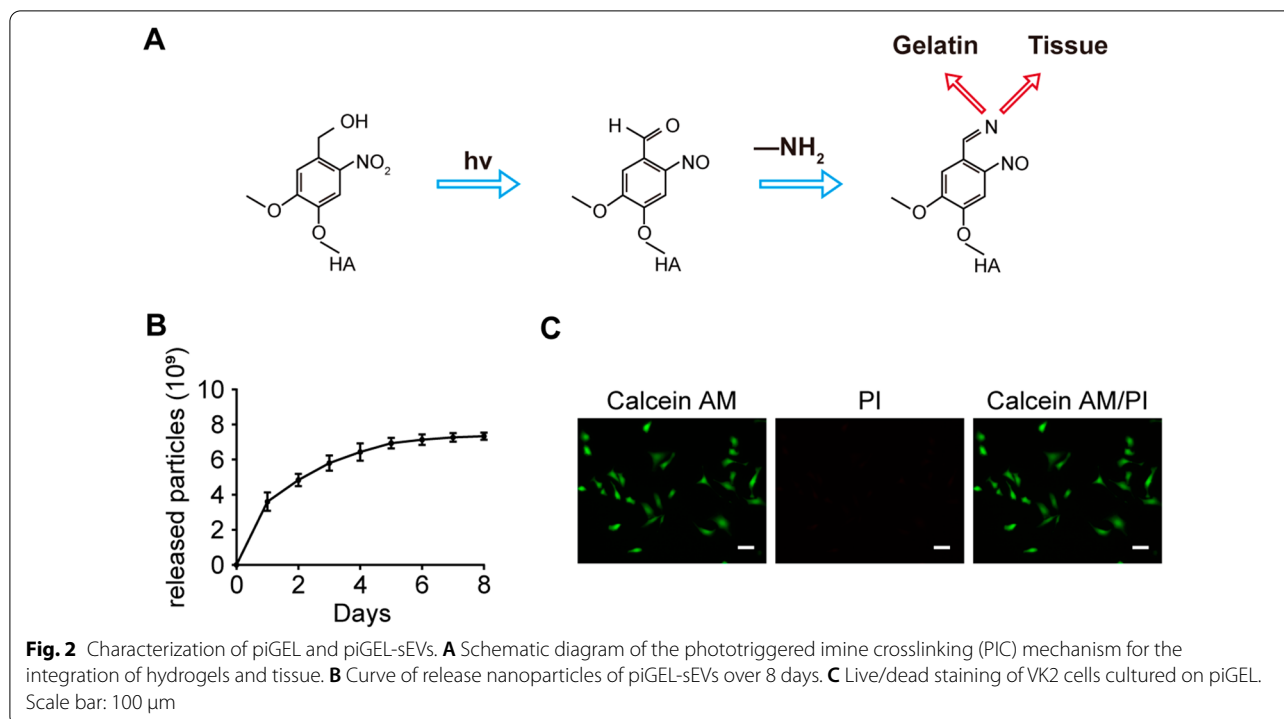 A
Gelatin Tissue
OH
NO2
O
O
HA
hv
H
O
NO
O
O
HA
—NH2
N
NO
O
O
HA
B
released particles (10⁹)
10
8
6
4
2
0
0 2 4 6 8
Days
C
Calcein AM PI Calcein AM/PI
Fig. 2 Characterization of piGEL and piGEL-sEVs. A Schematic diagram of the phototriggered imine crosslinking (PIC) mechanism for the
integration of hydrogels and tissue. B Curve of release nanoparticles of piGEL-sEVs over 8 days. C Live/dead staining of VK2 cells cultured on piGEL.
Scale bar: 100 µm